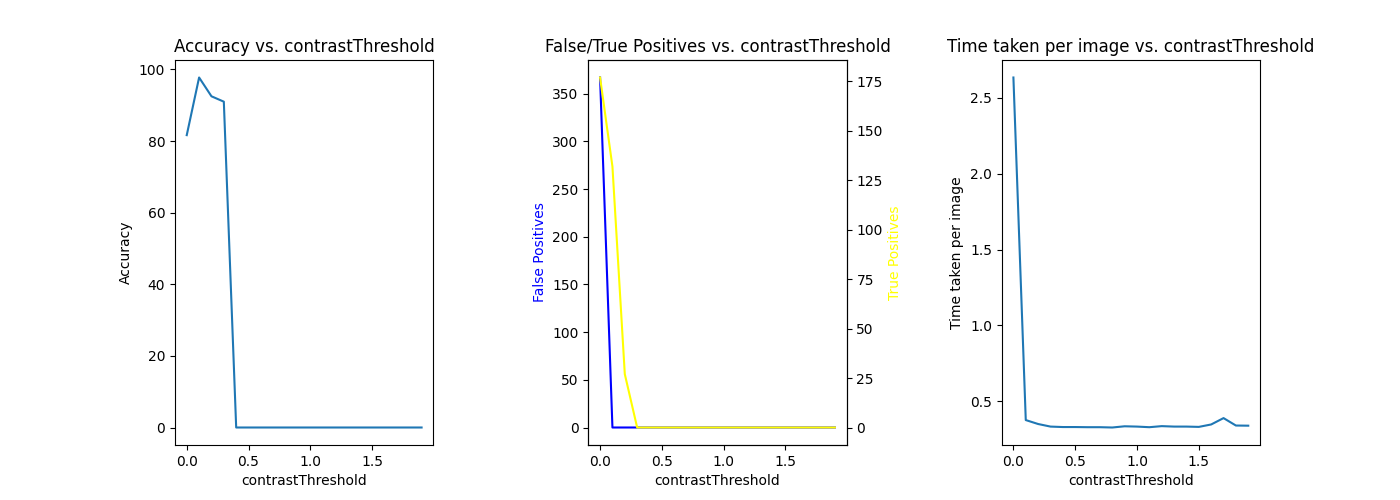 Accuracy vs. contrastThreshold
100
80
60
40
20
0
Accuracy
0.0 0.5 1.0 1.5
contrastThreshold
False/True Positives vs. contrastThreshold
350
300
250
200
150
100
50
0
False Positives
175
150
125
100
75
50
25
0
True Positives
0.0 0.5 1.0 1.5
contrastThreshold
Time taken per image vs. contrastThreshold
2.5
2.0
1.5
1.0
0.5
Time taken per image
0.0 0.5 1.0 1.5
contrastThreshold